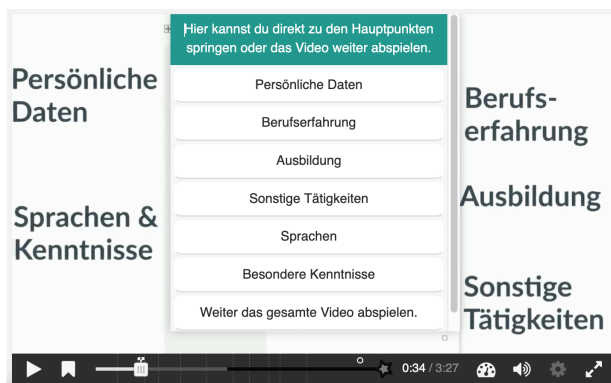 Hier kannst du direkt zu den Hauptpunkten
springen oder das Video weiter abspielen.
Persönliche Daten
Berufserfahrung
Ausbildung
Sonstige Tätigkeiten
Sprachen
Besondere Kenntnisse
Weiter das gesamte Video abspielen.
Persönliche
Daten
Sprachen &
Kenntnisse
Berufs-
erfahrung
Ausbildung
Sonstige
Tätigkeiten
0:34 / 3:27